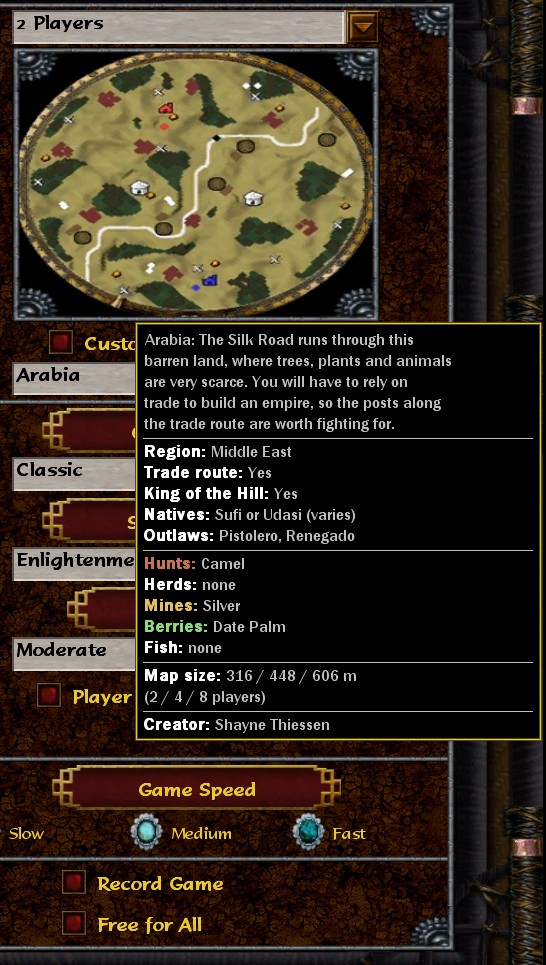 2 Players
Custo
Arabia
Arabia: The Silk Road runs through this
barren land, where trees, plants and animals
are very scarce. You will have to rely on
trade to build an empire, so the posts along
the trade route are worth fighting for.
Region: Middle East
Trade route: Yes
King of the Hill: Yes
Natives: Sufi or Udasi (varies)
Outlaws: Pistolero, Renegado
Hunts: Camel
Herds: none
Mines: Silver
Berries: Date Palm
Fish: none
Map size: 316 / 448 / 606 m
(2 / 4 / 8 players)
Creator: Shayne Thiessen
Classic
S
Enlightenme
Moderate
Player
Game Speed
Slow
Medium
Fast
Record Game
Free for All